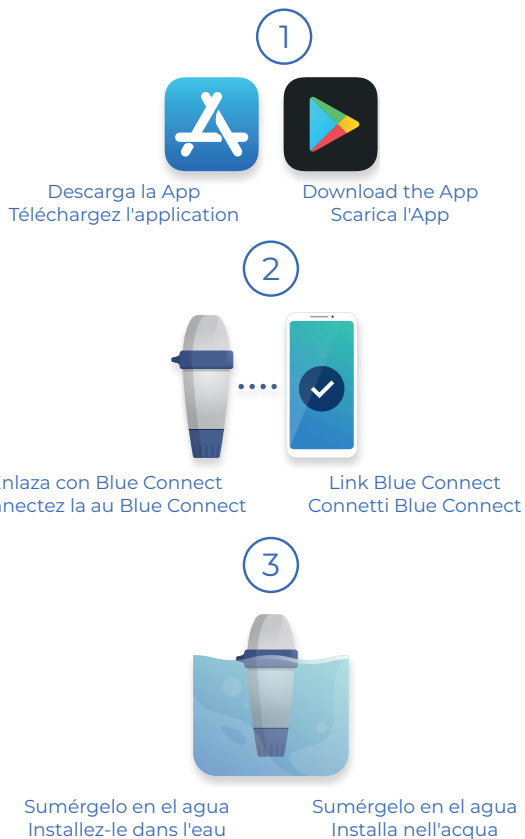 1
Descarga la App
Téléchargez l'application
Download the App
Scarica l'App
2
nlaza con Blue Connect
nectez la au Blue Connect
Link Blue Connect
Connetti Blue Connect
3
Sumérgelo en el agua
Installez-le dans l'eau
Sumérgelo en el agua
Installa nell'acqua